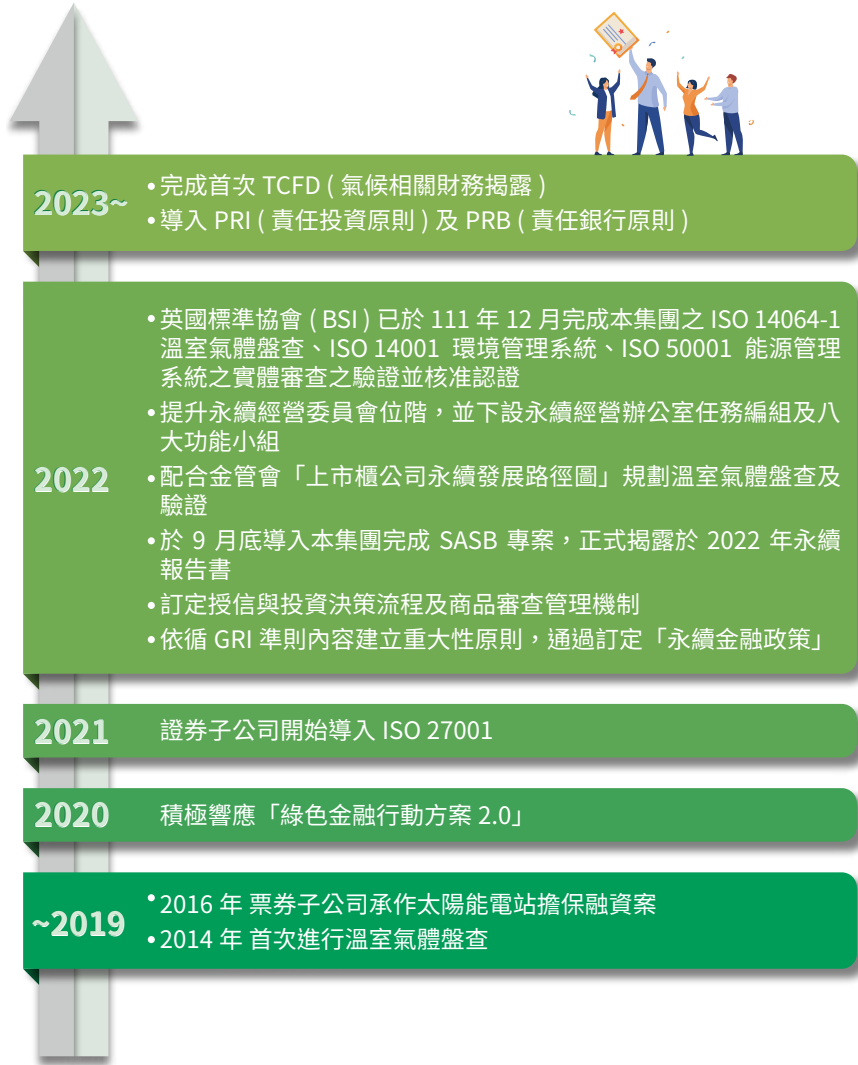 2023~
•完成首次 TCFD ( 氣候相關財務揭露 )
•導入 PRI ( 責任投資原則 ) 及 PRB ( 責任銀行原則 )
2022
•英國標準協會 ( BSI ) 已於 111 年 12 月完成本集團之 ISO 14064-1
溫室氣體盤查、ISO 14001 環境管理系統、ISO 50001 能源管理
系統之實體審查之驗證並核准認證
•提升永續經營委員會位階，並下設永續經營辦公室任務編組及八
大功能小組
•配合金管會「上市櫃公司永續發展路徑圖」規劃溫室氣體盤查及
驗證
•於 9 月底導入本集團完成 SASB 專案，正式揭露於 2022 年永續
報告書
•訂定授信與投資決策流程及商品審查管理機制
•依循 GRI 準則內容建立重大性原則，通過訂定「永續金融政策」
2021
證券子公司開始導入 ISO 27001
2020
積極響應「綠色金融行動方案 2.0」
~2019
•2016 年 票券子公司承作太陽能電站擔保融資案
•2014 年 首次進行溫室氣體盤查